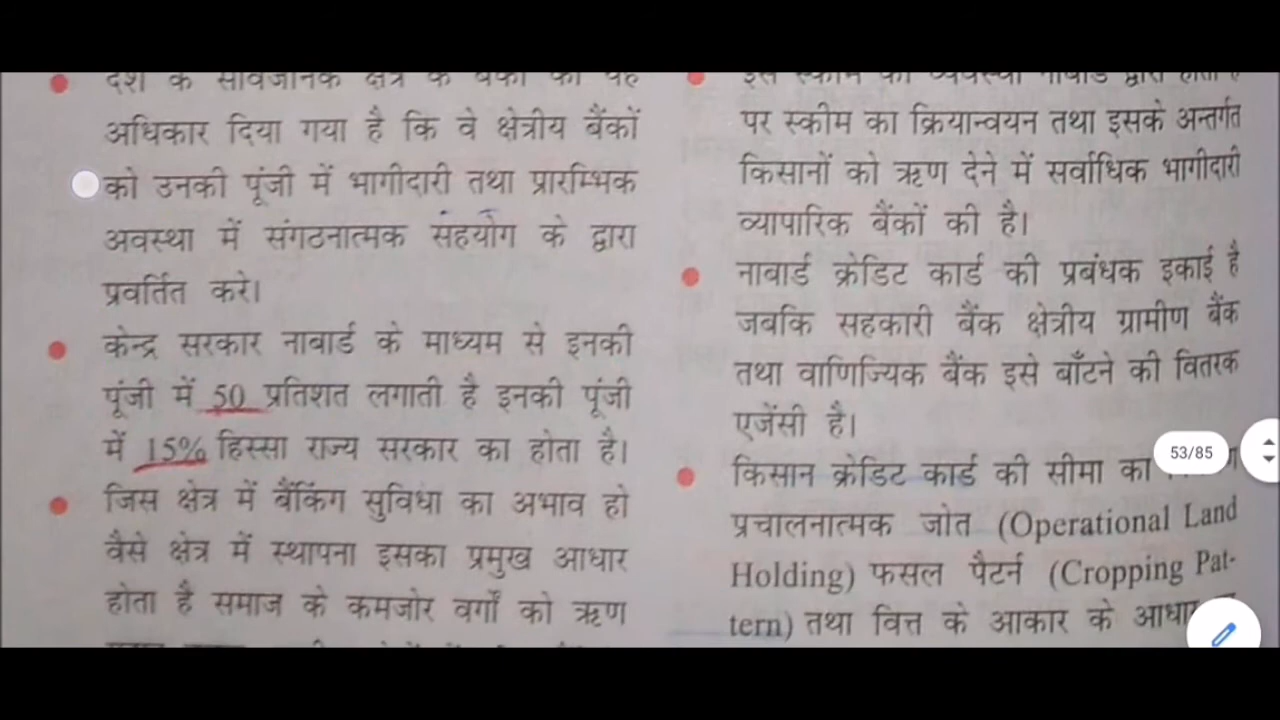 देश के सार्वजनिक क्षेत्र के बैंकों को यह
अधिकार दिया गया है कि वे क्षेत्रीय बैंकों
को उनकी पूंजी में भागीदारी तथा प्रारम्भिक
अवस्था में संगठनात्मक सहयोग के द्वारा
प्रवर्तित करे।
केन्द्र सरकार नाबार्ड के माध्यम से इनकी
पूंजी में 50 प्रतिशत लगाती है इनकी पूंजी
में 15% हिस्सा राज्य सरकार का होता है।
जिस क्षेत्र में बैंकिंग सुविधा का अभाव हो
वैसे क्षेत्र में स्थापना इसका प्रमुख आधार
होता है समाज के कमजोर वर्गों को ऋण
पर स्कीम का क्रियान्वयन तथा इसके अन्तर्गत
किसानों को ऋण देने में सर्वाधिक भागीदारी
व्यापारिक बैंकों की है।
नाबार्ड क्रेडिट कार्ड की प्रबंधक इकाई है
जबकि सहकारी बैंक क्षेत्रीय ग्रामीण बैंक
तथा वाणिज्यिक बैंक इसे बाँटने की वितरक
एजेंसी है।
किसान क्रेडिट कार्ड की सीमा का
प्रचालनात्मक जोत (Operational Land
Holding) फसल पैटर्न (Cropping Pat-
tern) तथा वित्त के आकार के
53/85